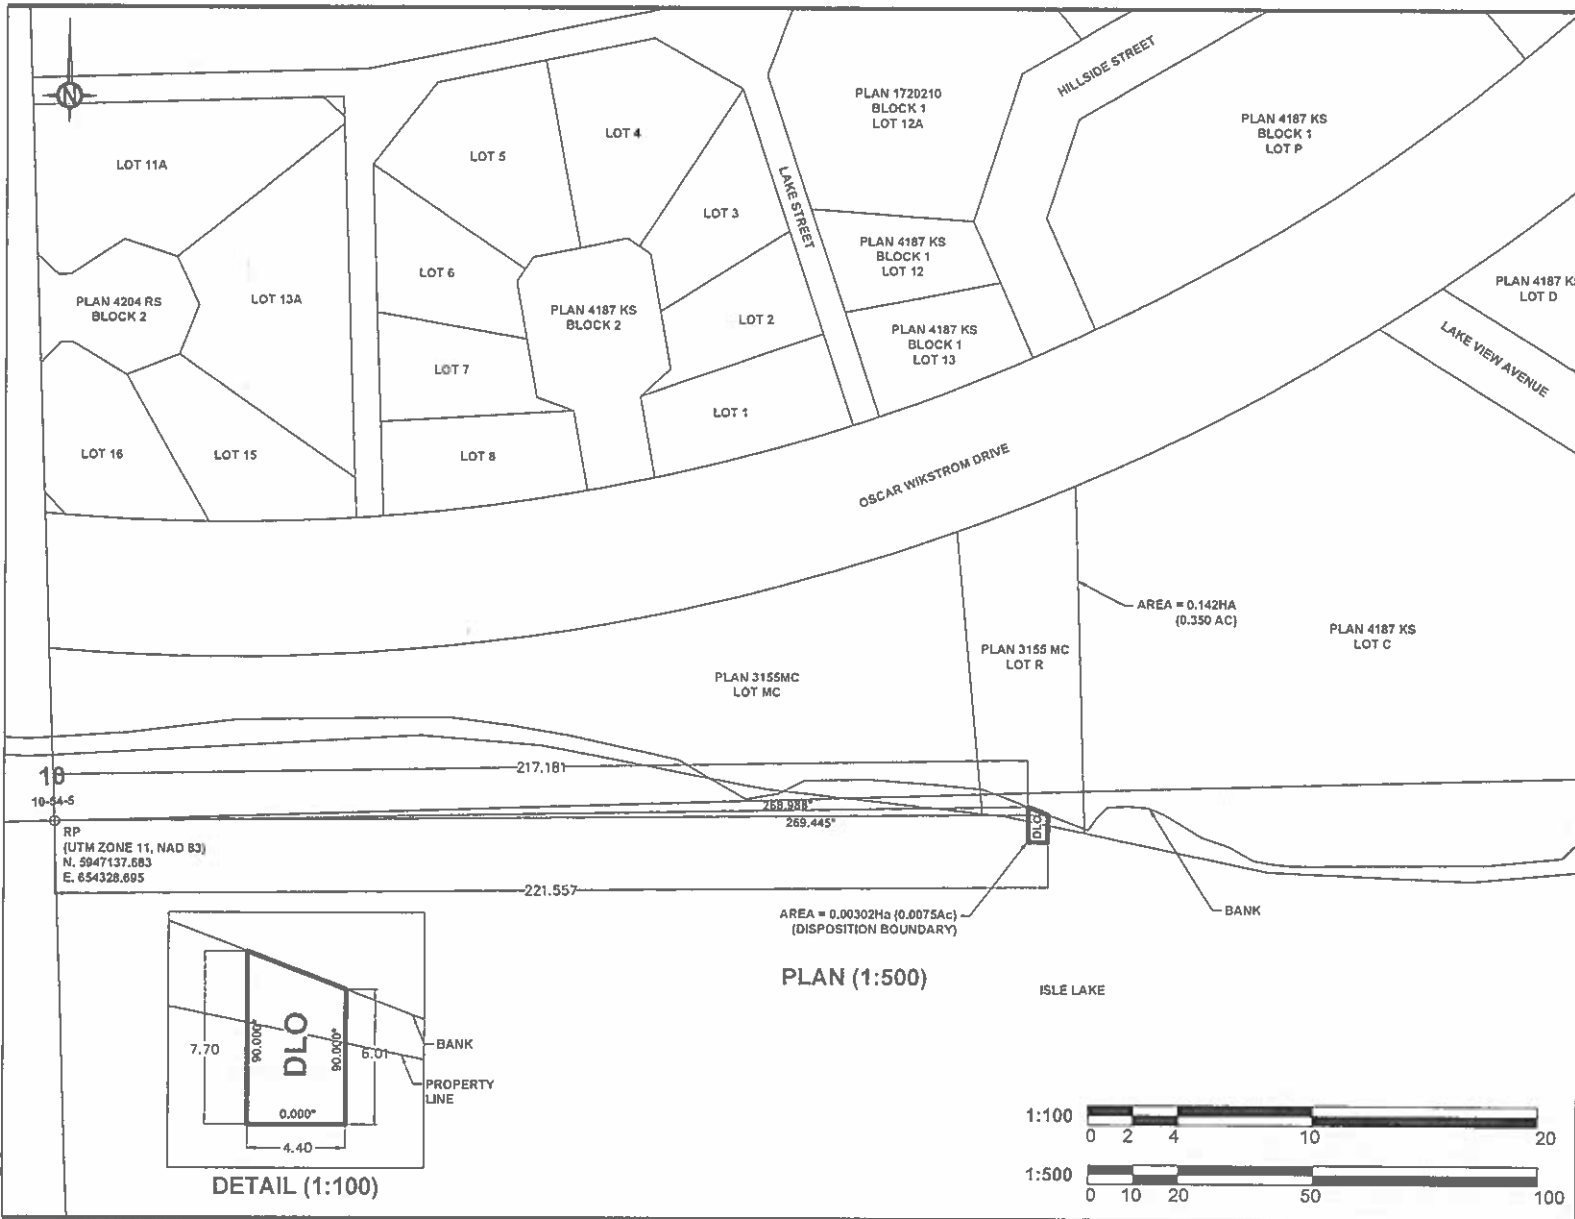 N
LOT 11A
LOT 5
LOT 4
LOT 3
LAKE STREET
PLAN 1720210
BLOCK 1
LOT 12A
HILLSIDE STREET
PLAN 4187 KS
BLOCK 1
LOT P
PLAN 4204 RS
BLOCK 2
LOT 13A
LOT 6
PLAN 4187 KS
BLOCK 2
LOT 2
PLAN 4187 KS
BLOCK 1
LOT 12
PLAN 4187 KS
BLOCK 1
LOT 13
PLAN 4187 KS
LOT D
LAKE VIEW AVENUE
LOT 7
LOT 1
LOT 16
LOT 15
LOT 8
OSCAR WIKSTROM DRIVE
AREA = 0.142HA
(0.350 AC)
PLAN 4187 KS
LOT C
PLAN 3155 MC
LOT R
PLAN 3155MC
LOT MC
217.181
10-54-5
268.988°
269.445°
DLO
RP
(UTM ZONE 11, NAD 83)
N. 5947137.683
E. 654328.695
221.557
AREA = 0.00302Ha (0.0075Ac)
(DISPOSITION BOUNDARY)
BANK
PLAN (1:500)
ISLE LAKE
7.70
90.000°
DLO
90.000°
6.01
BANK
PROPERTY
LINE
0.000°
4.40
DETAIL (1:100)
1:100
0 2 4 10 20
1:500
0 10 20 50 100